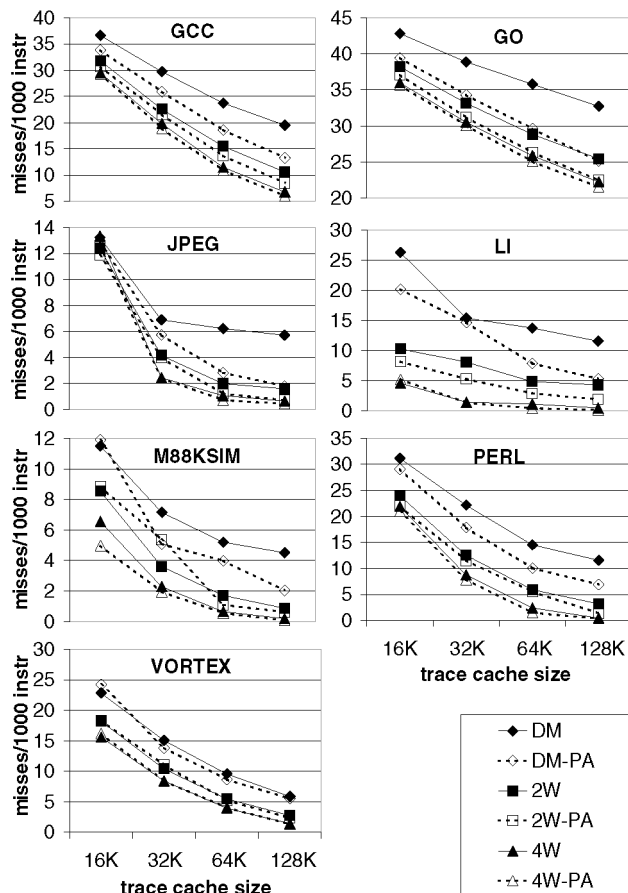 GCC
misses/1000 instr
40
35
30
25
20
15
10
5
GO
45
40
35
30
25
20
JPEG
misses/1000 instr
14
12
10
8
6
4
2
0
LI
30
25
20
15
10
5
0
M88KSIM
misses/1000 instr
12
10
8
6
4
2
0
PERL
35
30
25
20
15
10
5
0
16K 32K 64K 128K
trace cache size
VORTEX
misses/1000 instr
25
20
15
10
5
0
16K 32K 64K 128K
trace cache size
DM
DM-PA
2W
2W-PA
4W
4W-PA